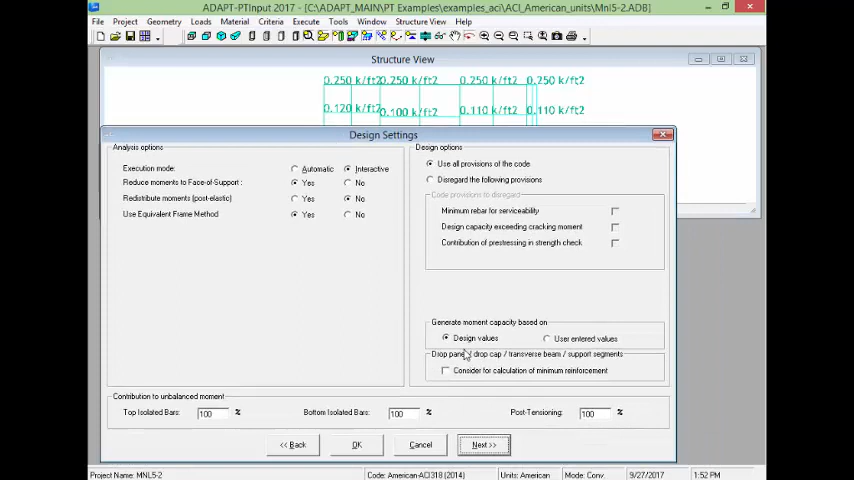 ADAPT-PTInput 2017 - [C:\ADAPT_MAIN\PT Examples\examples_aci\ACI_American_units\Mnl5-2.ADB]
File Project Geometry Loads Material Criteria Execute Tools Window Structure View Help
Structure View
0.250 k/ft2 0.250 k/ft2 0.250 k/ft2 0.250 k/ft2
0.120 k/ft2 0.100 k/ft2 0.110 k/ft2 0.110 k/ft2
Design Settings
Analysis options
Execution mode: Automatic Interactive
Reduce moments to Face-of-Support : Yes No
Redistribute moments (post-elastic) Yes No
Use Equivalent Frame Method Yes No
Design options
Use all provisions of the code
Disregard the following provisions
Code provisions to disregard
Minimum rebar for serviceability
Design capacity exceeding cracking moment
Contribution of prestressing in strength check
Generate moment capacity based on
Design values User entered values
Drop panel / drop cap / transverse beam / support segments
Consider for calculation of minimum reinforcement
Contribution to unbalanced moment
Top Isolated Bars: 100 % Bottom Isolated Bars: 100 % Post-Tensioning: 100 %
<< Back OK Cancel Next >>
Project Name: MNL5-2 Code: American-ACI318 (2014) Units: American Mode: Conv. 9/27/2017 1:52 PM